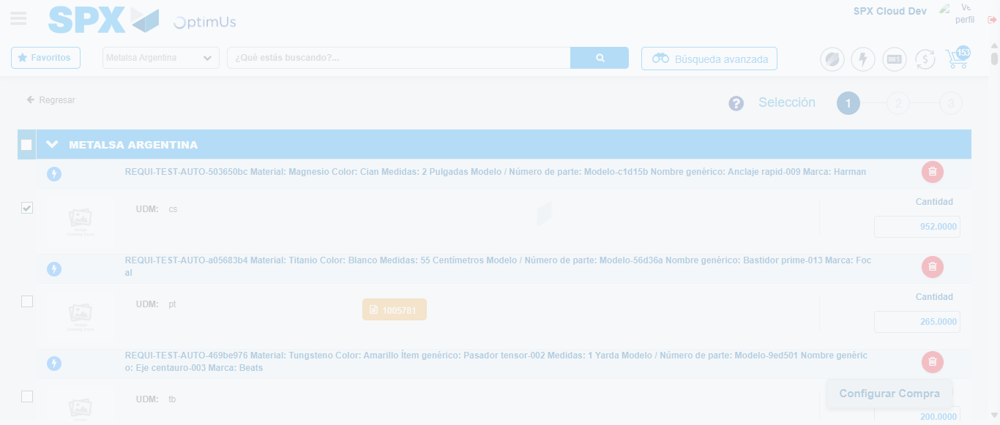 SPX OptimUs
SPX Cloud Dev
Ve
perfil
Favoritos
Metalsa Argentina
¿Qué estás buscando?...
Búsqueda avanzada
153
Regresar
Selección
1
2
3
METALSA ARGENTINA
REQUI-TEST-AUTO-503650bc Material: Magnesio Color: Cian Medidas: 2 Pulgadas Modelo / Número de parte: Modelo-c1d15b Nombre genérico: Anclaje rapid-009 Marca: Harman
UDM: cs
Cantidad
952.0000
REQUI-TEST-AUTO-a05683b4 Material: Titanio Color: Blanco Medidas: 55 Centímetros Modelo / Número de parte: Modelo-56d36a Nombre genérico: Bastidor prime-013 Marca: Foc
al
UDM: pt
1005781
Cantidad
265.0000
REQUI-TEST-AUTO-469be976 Material: Tungsteno Color: Amarillo Ítem genérico: Pasador tensor-002 Medidas: 1 Yarda Modelo / Número de parte: Modelo-9ed501 Nombre genéric
o: Eje centauro-003 Marca: Beats
UDM: tb
Configurar Compra
200.0000